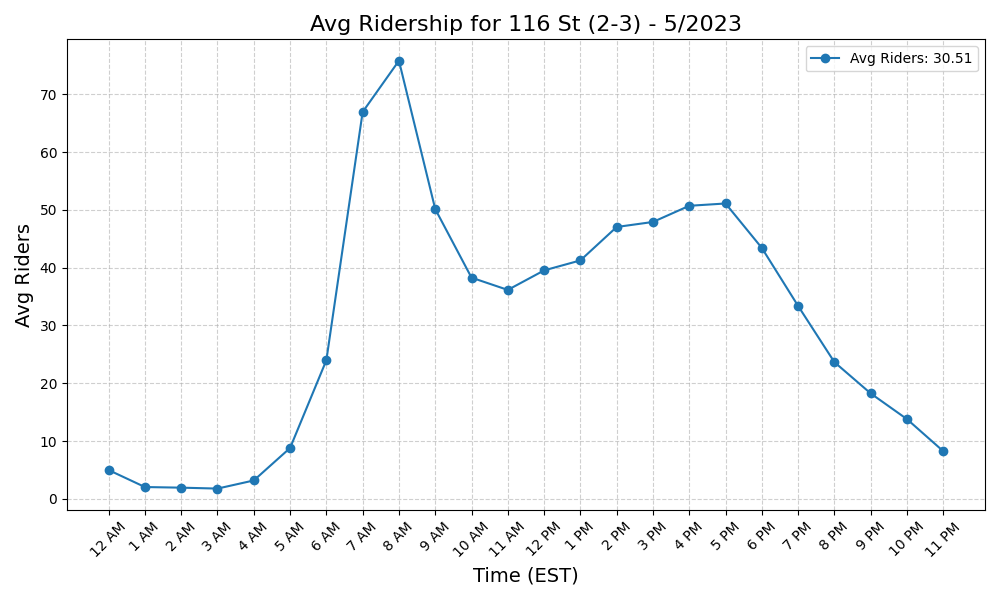 Avg Ridership for 116 St (2-3) - 5/2023
Avg Riders: 30.51
Avg Riders
70
60
50
40
30
20
10
0
12 AM
1 AM
2 AM
3 AM
4 AM
5 AM
6 AM
7 AM
8 AM
9 AM
10 AM
11 AM
12 PM
1 PM
2 PM
3 PM
4 PM
5 PM
6 PM
7 PM
8 PM
9 PM
10 PM
11 PM
Time (EST)